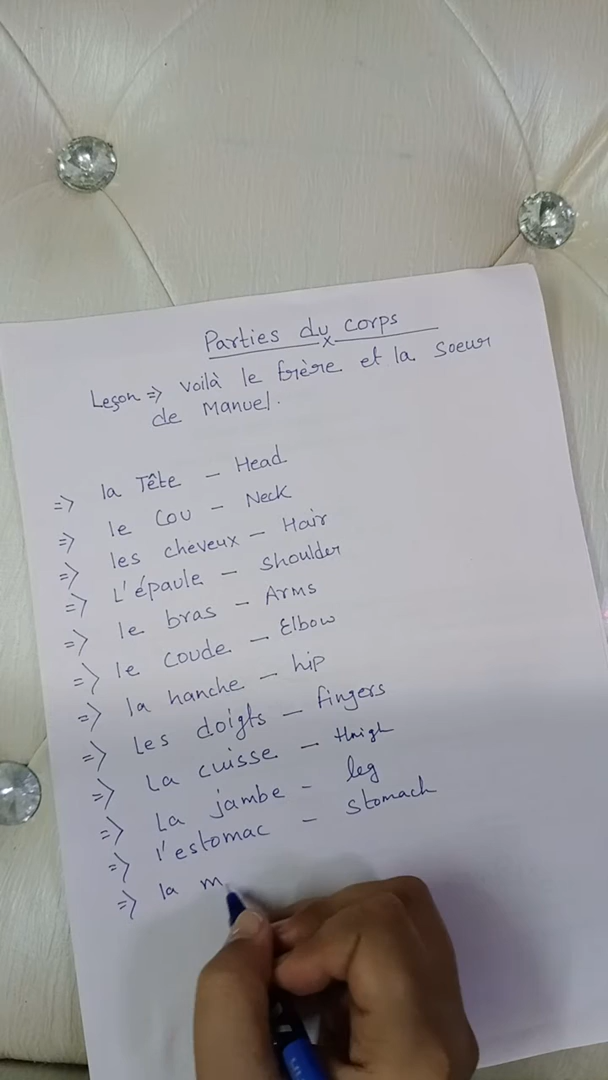 Parties du corps
x
Leçon => voilà le frère et la soeur
de Manuel.
=> la Tête - Head
=> le Cou - Neck
=> les cheveux - Hair
=> L'épaule - Shoulder
=> le bras - Arms
=> le coude - Elbow
=> la hanche - hip
=> Les doigts - fingers
=> La cuisse - Thigh
=> La jambe - leg
=> l'estomac - stomach
=> la m